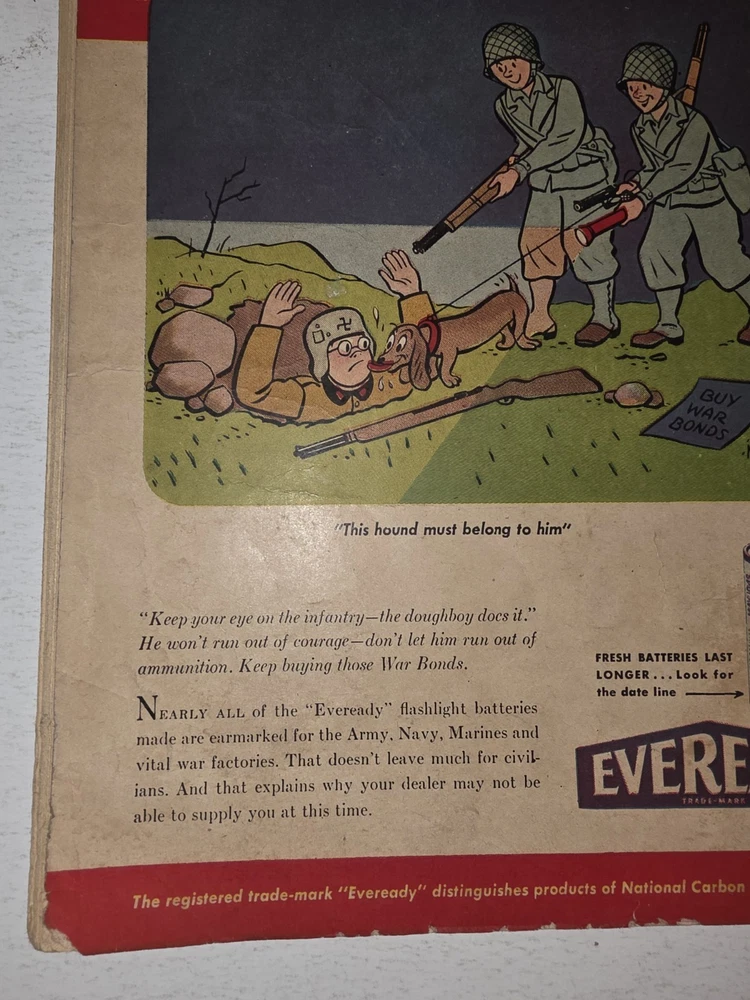 BUY
WAR
BONDS
"This hound must belong to him"
"Keep your eye on the infantry—the doughboy does it."
He won't run out of courage—don't let him run out of
ammunition. Keep buying those War Bonds.
NEARLY ALL of the "Eveready" flashlight batteries
made are earmarked for the Army, Navy, Marines and
vital war factories. That doesn't leave much for civil-
ians. And that explains why your dealer may not be
able to supply you at this time.
FRESH BATTERIES LAST
LONGER... Look for
the date line
EVERE
TRADE-MARK
The registered trade-mark "Eveready" distinguishes products of National Carbon